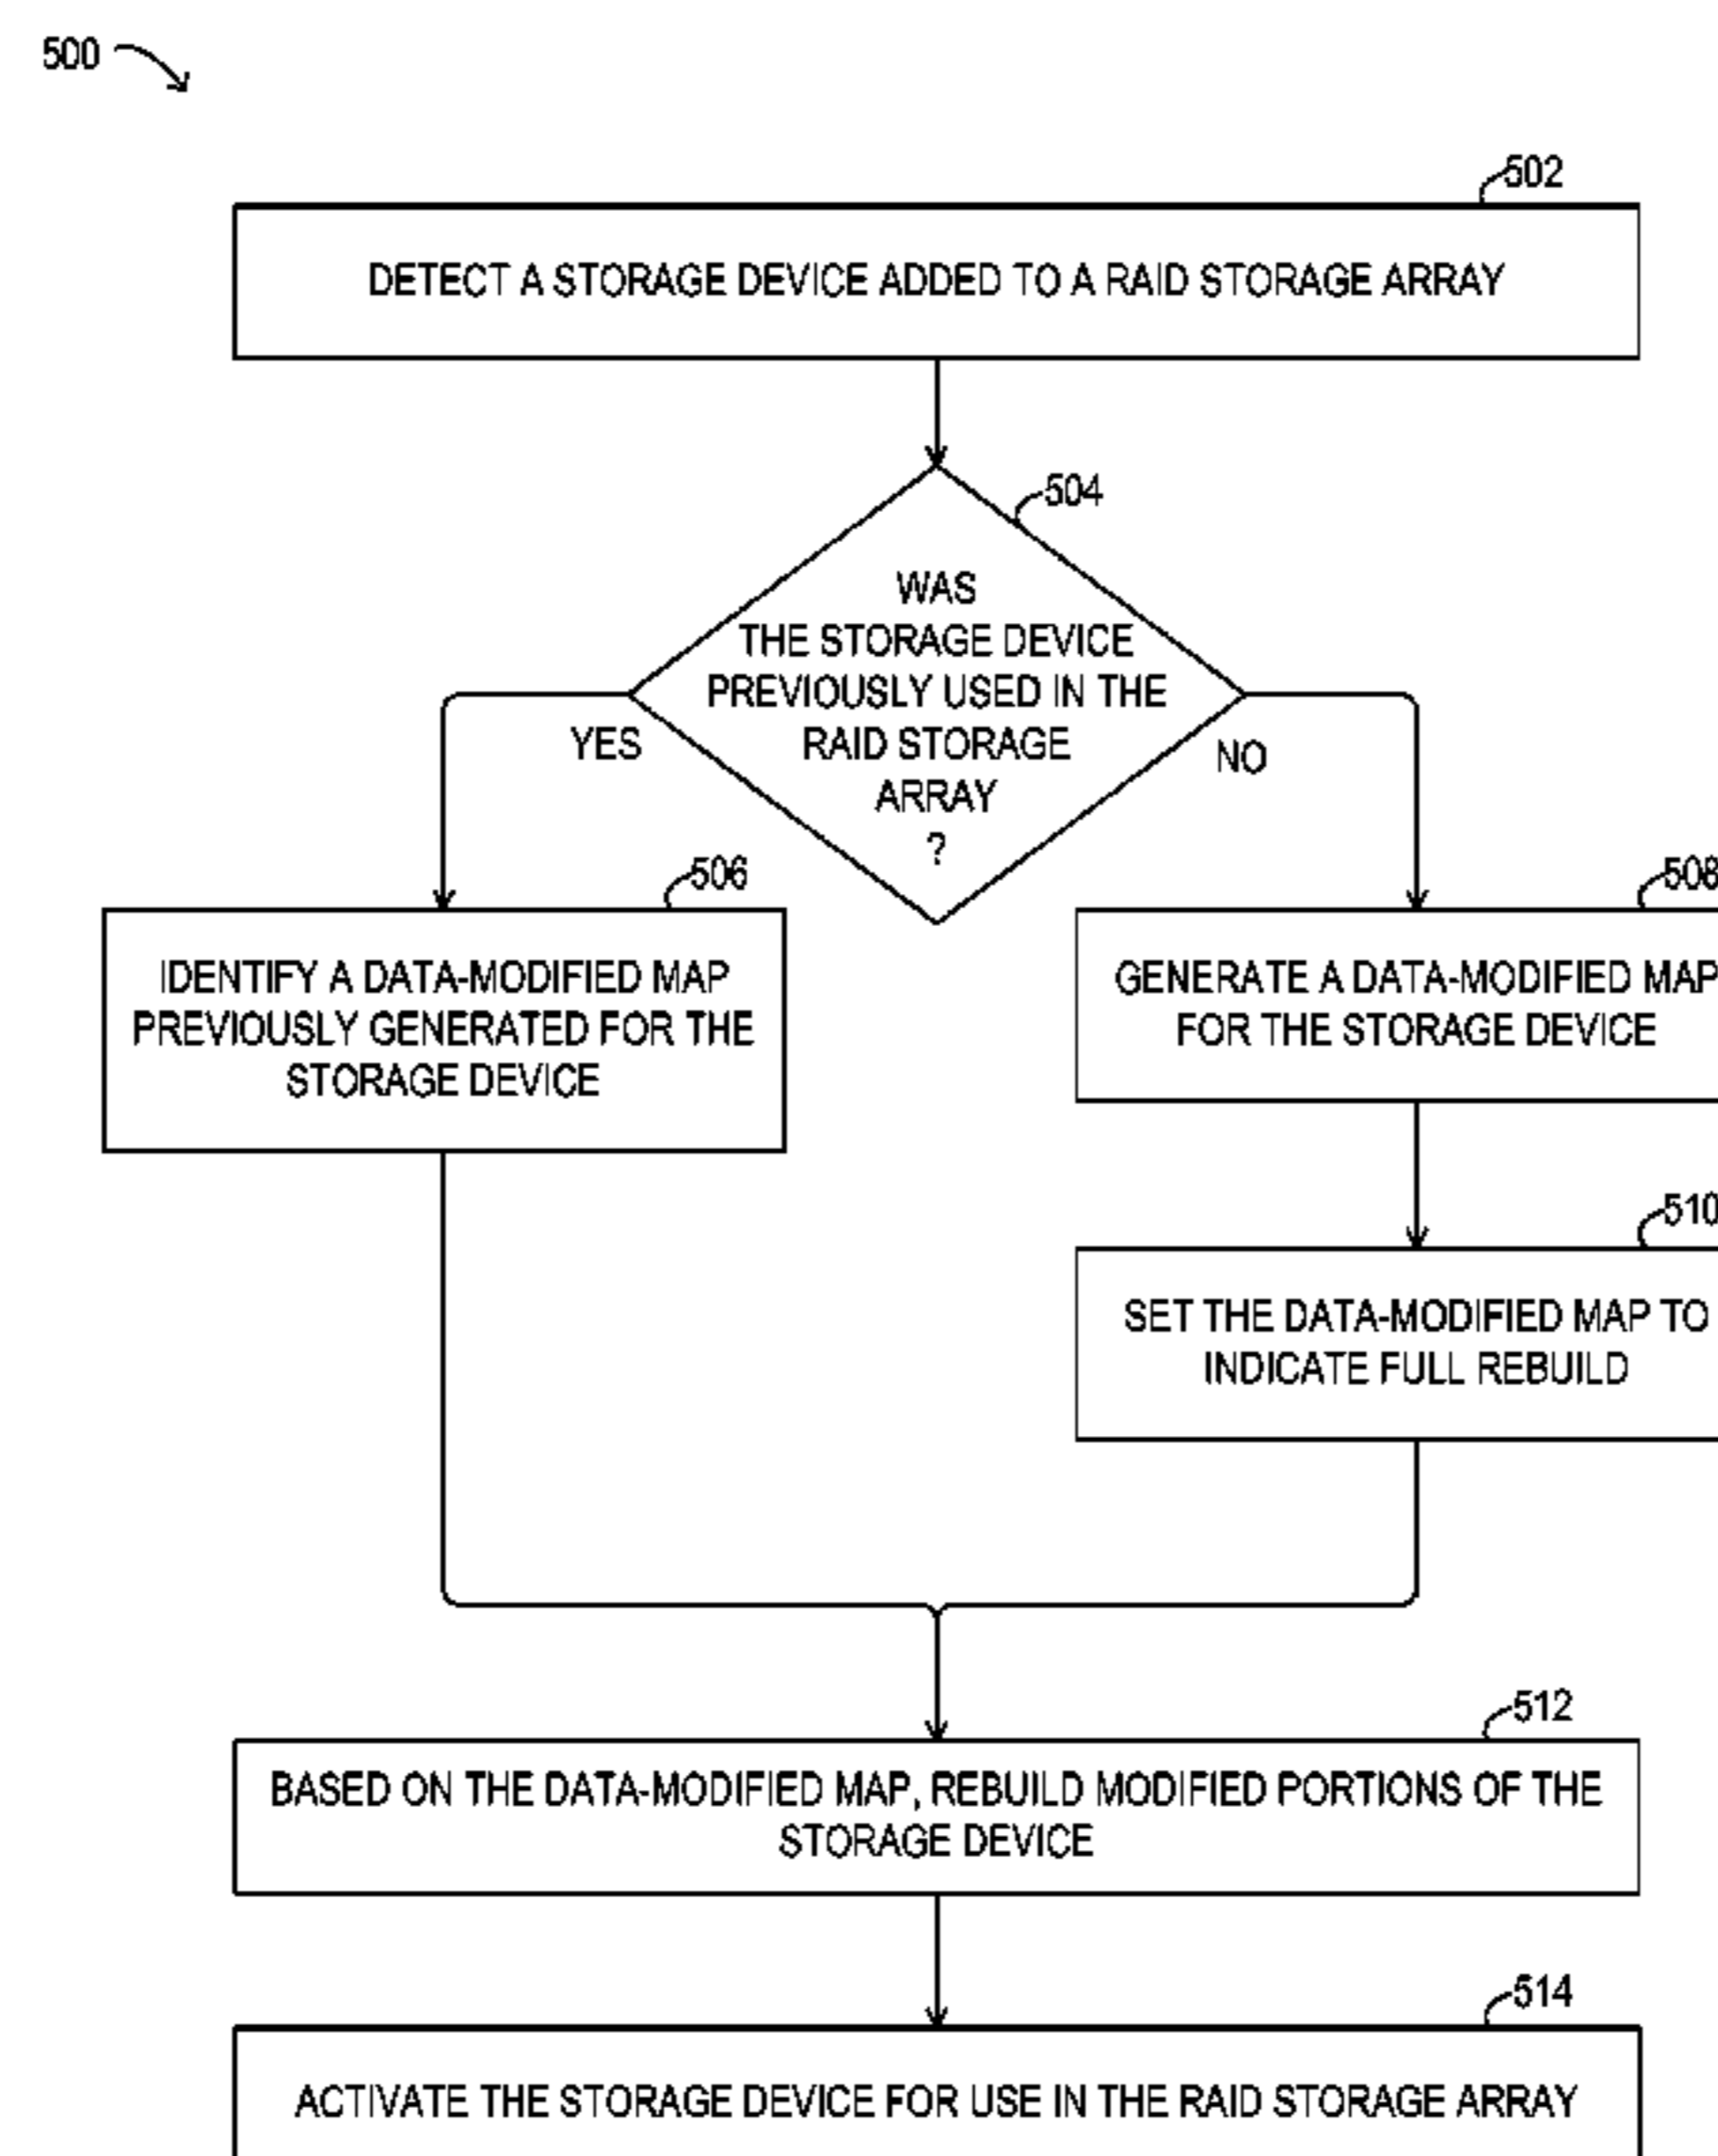 500
502
DETECT A STORAGE DEVICE ADDED TO A RAID STORAGE ARRAY
504
WAS
THE STORAGE DEVICE
PREVIOUSLY USED IN THE
RAID STORAGE
ARRAY
?
YES
NO
506
IDENTIFY A DATA-MODIFIED MAP
PREVIOUSLY GENERATED FOR THE
STORAGE DEVICE
508
GENERATE A DATA-MODIFIED MAP
FOR THE STORAGE DEVICE
510
SET THE DATA-MODIFIED MAP TO
INDICATE FULL REBUILD
512
BASED ON THE DATA-MODIFIED MAP, REBUILD MODIFIED PORTIONS OF THE
STORAGE DEVICE
514
ACTIVATE THE STORAGE DEVICE FOR USE IN THE RAID STORAGE ARRAY